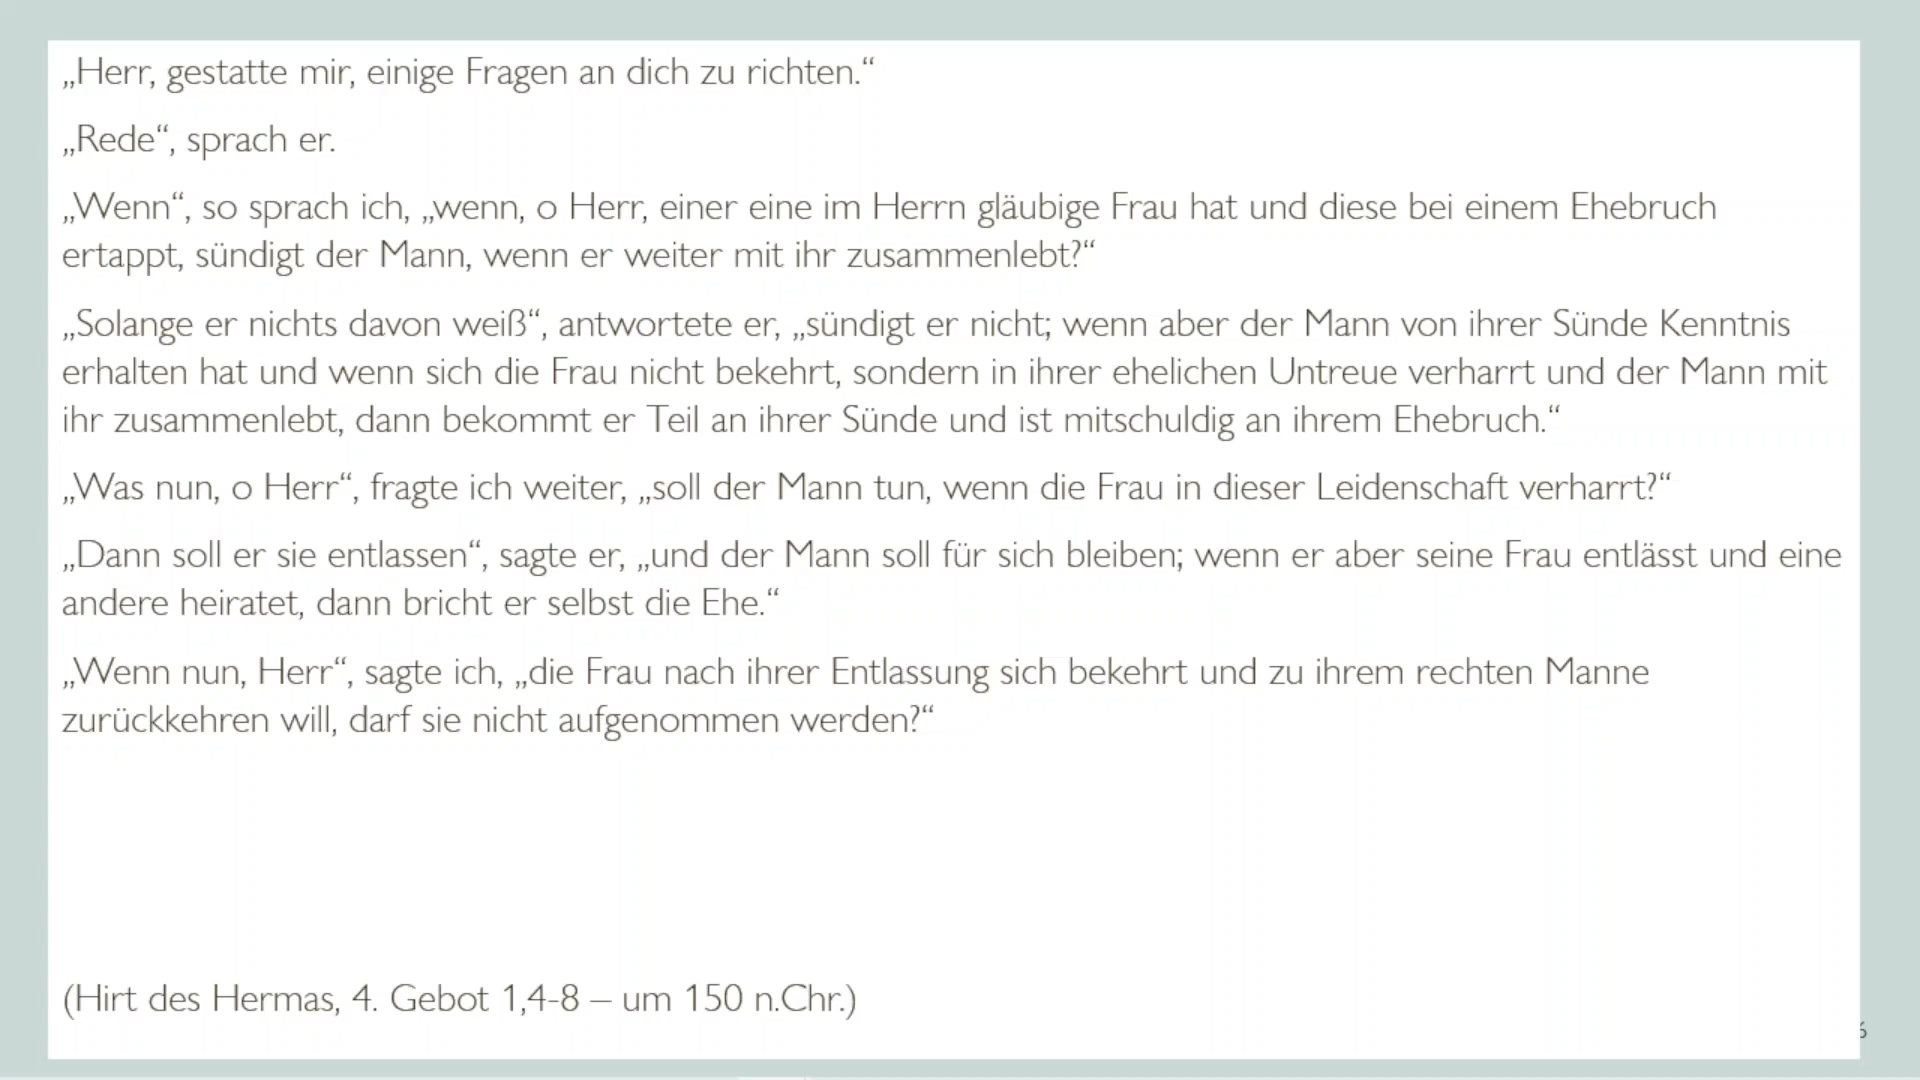 „Herr, gestatte mir, einige Fragen an dich zu richten.“
„Rede“, sprach er.
„Wenn“, so sprach ich, „wenn, o Herr, einer eine im Herrn gläubige Frau hat und diese bei einem Ehebruch
ertappt, sündigt der Mann, wenn er weiter mit ihr zusammenlebt?“
„Solange er nichts davon weiß“, antwortete er, „sündigt er nicht; wenn aber der Mann von ihrer Sünde Kenntnis
erhalten hat und wenn sich die Frau nicht bekehrt, sondern in ihrer ehelichen Untreue verharrt und der Mann mit
ihr zusammenlebt, dann bekommt er Teil an ihrer Sünde und ist mitschuldig an ihrem Ehebruch.“
„Was nun, o Herr“, fragte ich weiter, „soll der Mann tun, wenn die Frau in dieser Leidenschaft verharrt?“
„Dann soll er sie entlassen“, sagte er, „und der Mann soll für sich bleiben; wenn er aber seine Frau entlässt und eine
andere heiratet, dann bricht er selbst die Ehe.“
„Wenn nun, Herr“, sagte ich, „die Frau nach ihrer Entlassung sich bekehrt und zu ihrem rechten Manne
zurückkehren will, darf sie nicht aufgenommen werden?“
(Hirt des Hermas, 4. Gebot 1,4-8 – um 150 n.Chr.)